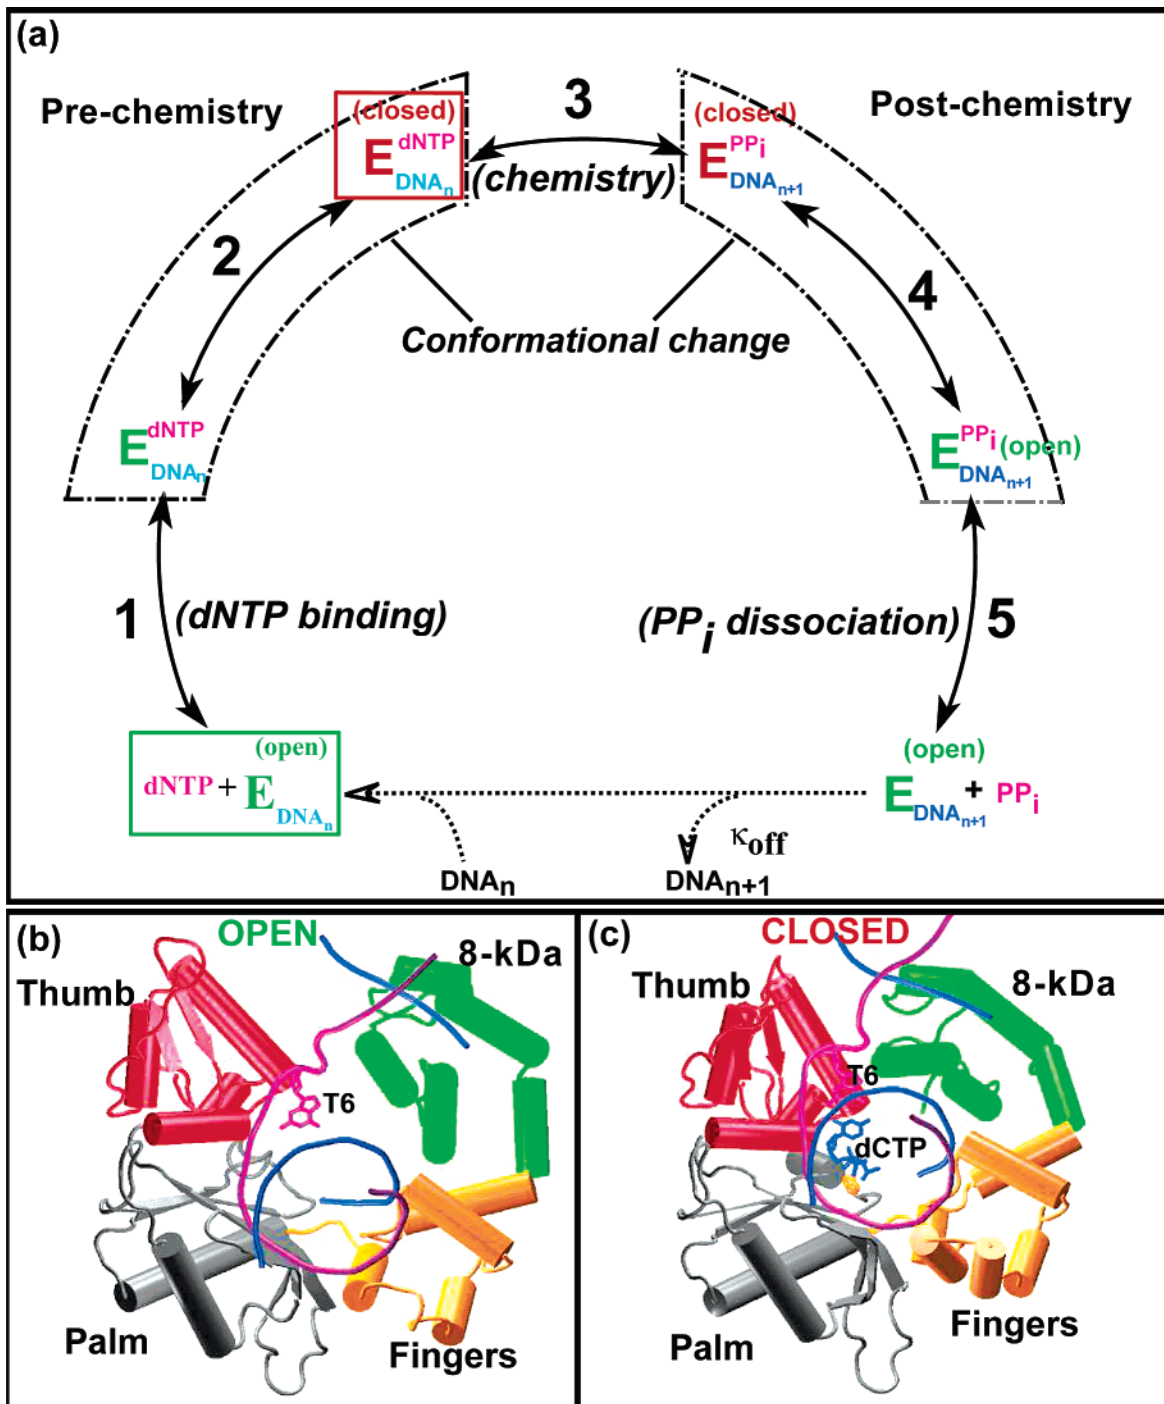 (a)
Pre-chemistry
Post-chemistry
3
(closed)
E dNTP DNAn
(chemistry)
(closed)
E PPi DNAn+1
2
4
Conformational change
E dNTP DNAn
E PPi DNAn+1 (open)
1
(dNTP binding)
(PPi dissociation)
5
(open)
dNTP + E DNAn
(open)
E DNAn+1 + PPi
κoff
DNAn
DNAn+1
(b)
OPEN
8-kDa
Thumb
T6
Palm
Fingers
(c)
CLOSED
Thumb
8-kDa
T6
dCTP
Palm
Fingers